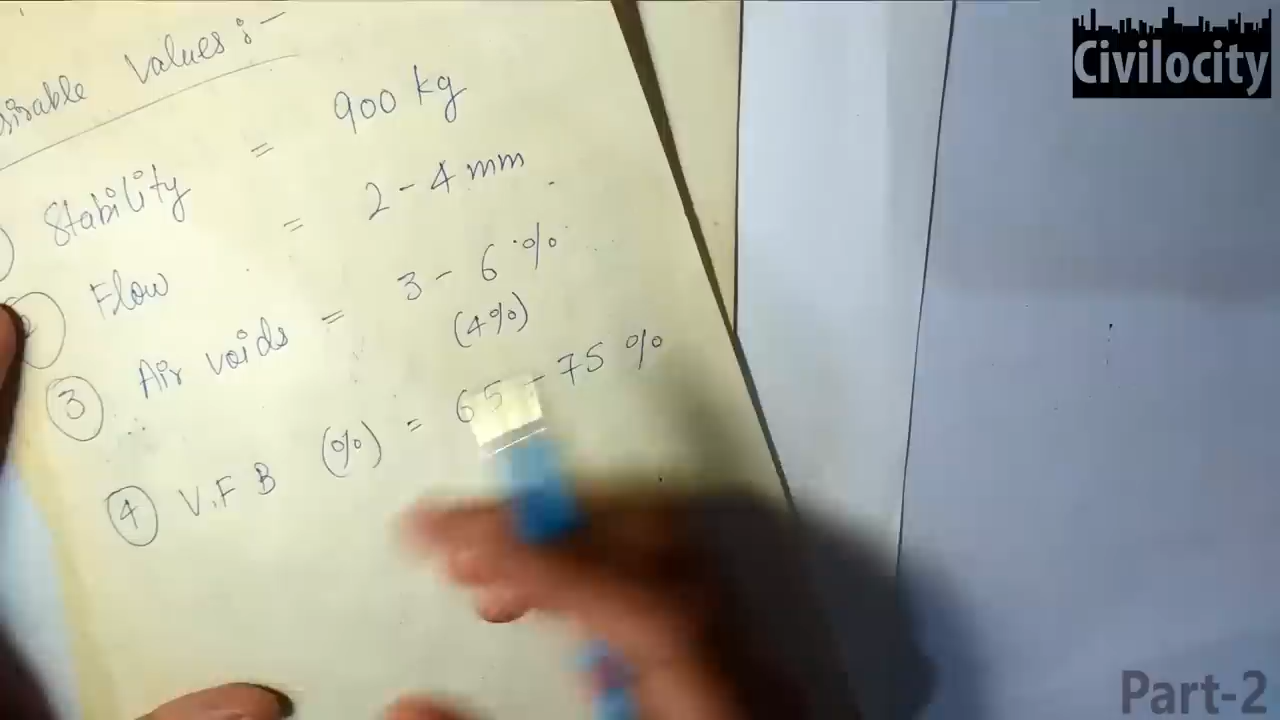 Values :-
Stability = 900 kg
Flow = 2 - 4 mm
3 Air voids = 3 - 6 %
(4%)
4 V.F B (%) = 65 - 75 %
Civilocity
Part-2